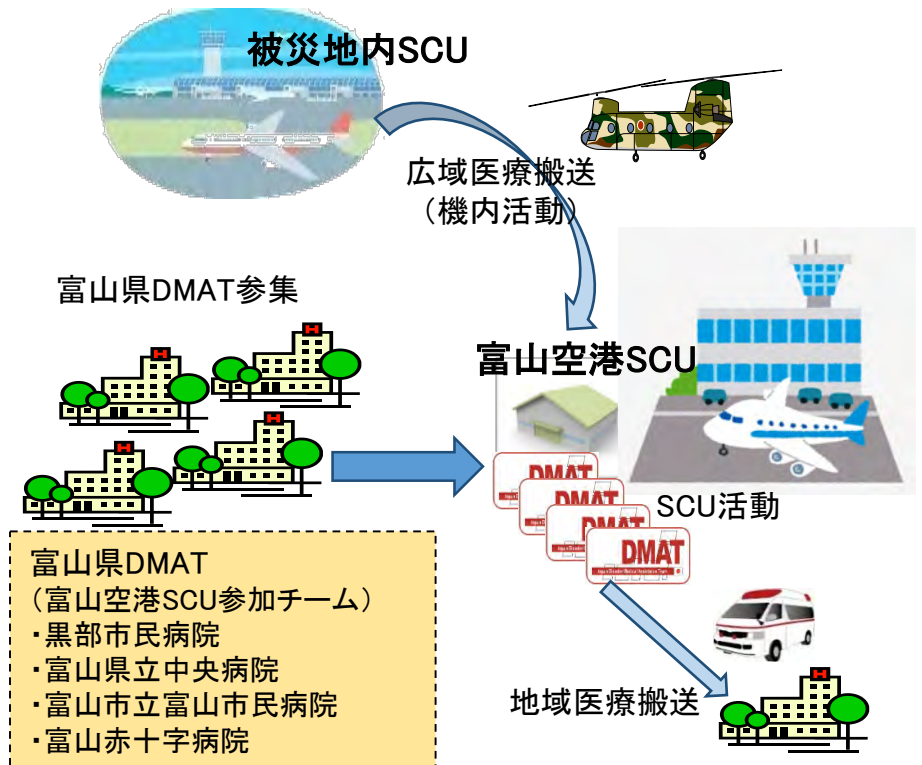 被災地内SCU
広域医療搬送
（機内活動）
富山県DMAT参集
富山空港SCU
DMAT
DMAT
DMAT
DMAT
Japan Disaster Medical Assistance Team
SCU活動
富山県DMAT
（富山空港SCU参加チーム）
・黒部市民病院
・富山県立中央病院
・富山市立富山市民病院
・富山赤十字病院
地域医療搬送
H
H
H
H
H